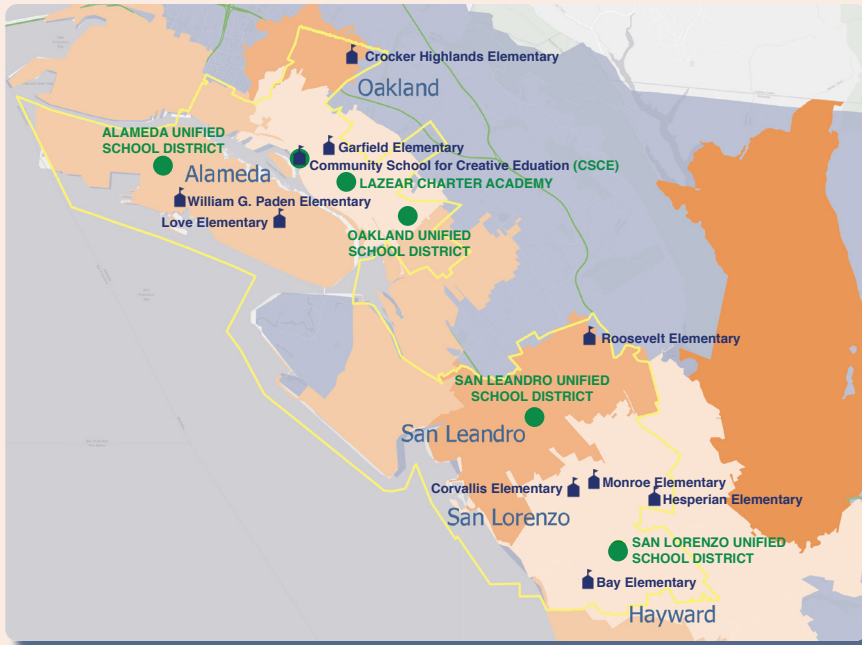 Crocker Highlands Elementary
Oakland
ALAMEDA UNIFIED
SCHOOL DISTRICT
Garfield Elementary
Community School for Creative Eduation (CSCE)
Alameda
LAZEAR CHARTER ACADEMY
William G. Paden Elementary
Love Elementary
OAKLAND UNIFIED
SCHOOL DISTRICT
Roosevelt Elementary
SAN LEANDRO UNIFIED
SCHOOL DISTRICT
San Leandro
Monroe Elementary
Corvallis Elementary
Hesperian Elementary
San Lorenzo
SAN LORENZO UNIFIED
SCHOOL DISTRICT
Bay Elementary
Hayward